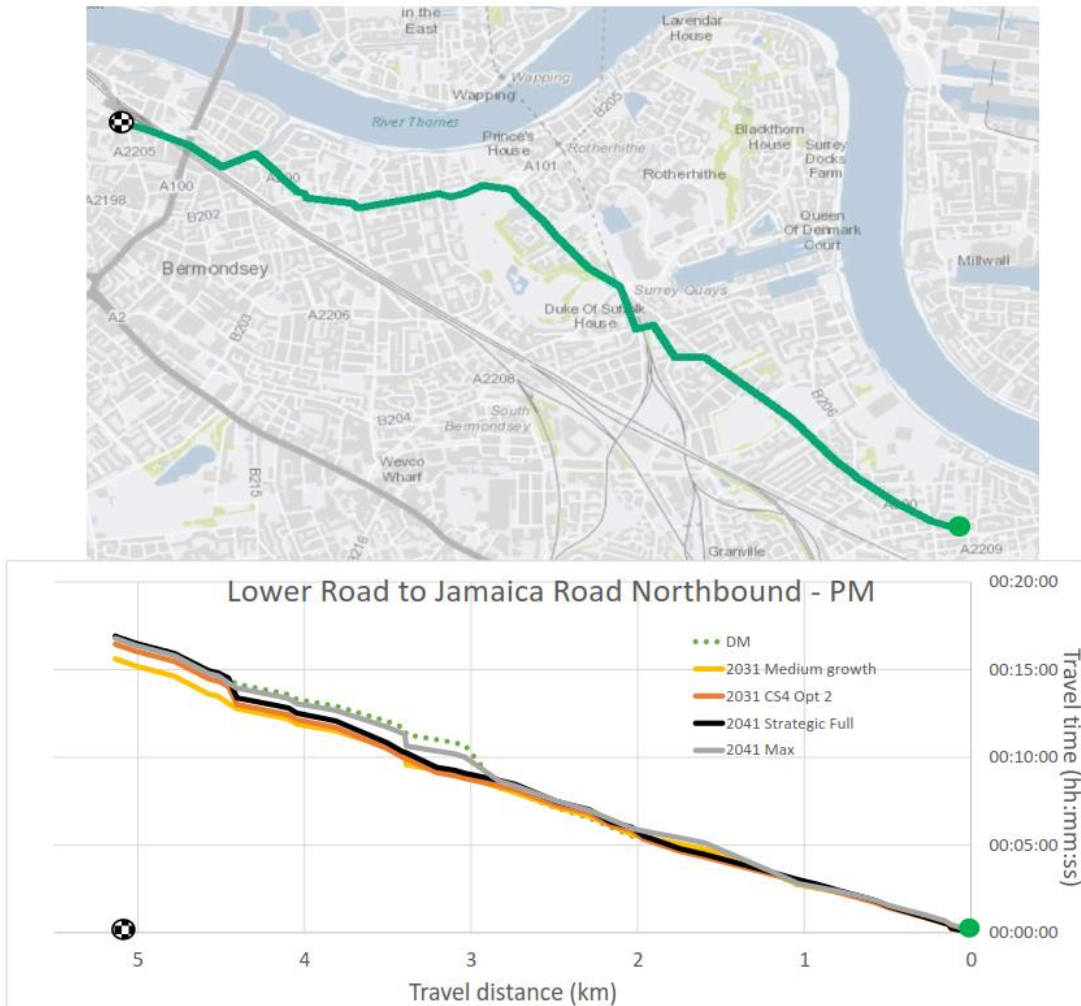 in the
East
Lavendar
House
Wapping
Wapping
B205
River Thames
Prince's
House
Rotherhithe
A101
Blackthorn
House
Surrey
Docks
Farm
A2205
A100
A2198
B202
Rotherhithe
Queen
Of Denmark
Court
Bermondsey
Surrey Quays
Millwall
A2
B203
A2206
Duke Of Suffolk
House
A2208
South
Bermondsey
B206
B204
Wevco
Wharf
B215
B216
Granville
A200
A2209
Lower Road to Jamaica Road Northbound - PM
DM
2031 Medium growth
2031 CS4 Opt 2
2041 Strategic Full
2041 Max
00:20:00
00:15:00
00:10:00
00:05:00
00:00:00
Travel time (hh:mm:ss)
5 4 3 2 1 0
Travel distance (km)